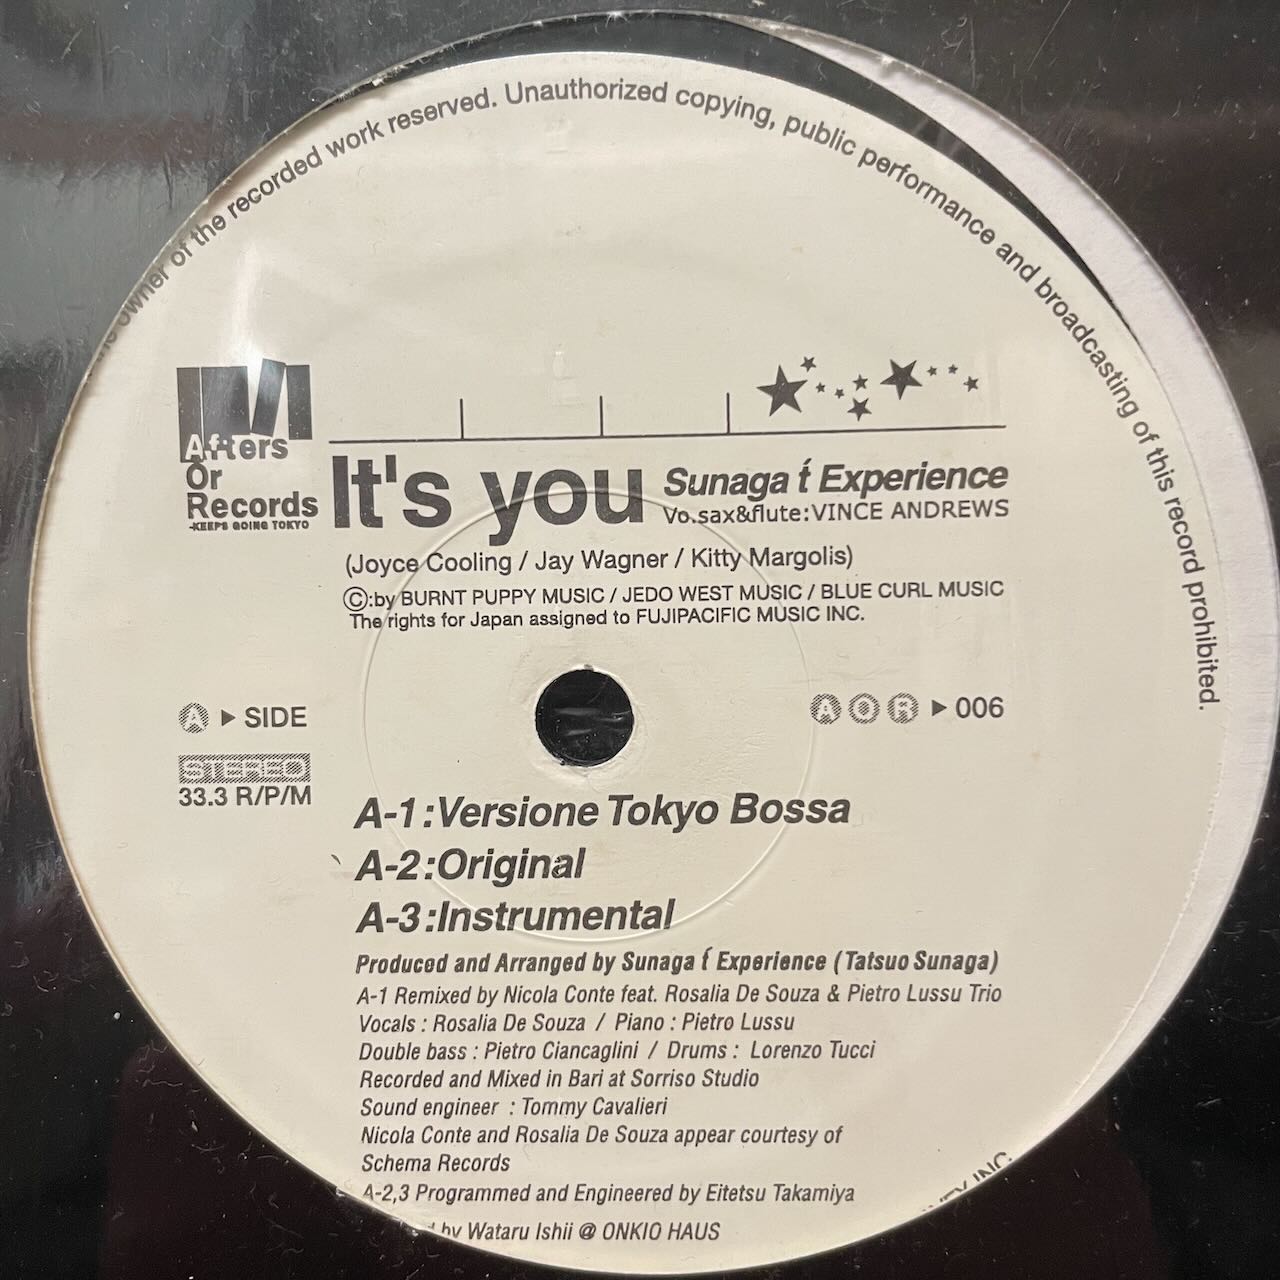 owner of the recorded work reserved. Unauthorized copying, public performance and broadcasting of this record prohibited.
Afters
Or
Records
-KEEPS GOING TOKYO
It's you
Sunaga t́ Experience
Vo.sax&flute:VINCE ANDREWS
(Joyce Cooling / Jay Wagner / Kitty Margolis)
©:by BURNT PUPPY MUSIC / JEDO WEST MUSIC / BLUE CURL MUSIC
The rights for Japan assigned to FUJIPACIFIC MUSIC INC.
A ▶ SIDE
A O R ▶ 006
STEREO
33.3 R/P/M
A-1:Versione Tokyo Bossa
A-2:Original
A-3:Instrumental
Produced and Arranged by Sunaga t́ Experience (Tatsuo Sunaga)
A-1 Remixed by Nicola Conte feat. Rosalia De Souza & Pietro Lussu Trio
Vocals : Rosalia De Souza / Piano : Pietro Lussu
Double bass : Pietro Ciancaglini / Drums : Lorenzo Tucci
Recorded and Mixed in Bari at Sorriso Studio
Sound engineer : Tommy Cavalieri
Nicola Conte and Rosalia De Souza appear courtesy of
Schema Records
A-2,3 Programmed and Engineered by Eitetsu Takamiya
by Wataru Ishii @ ONKIO HAUS
INC.